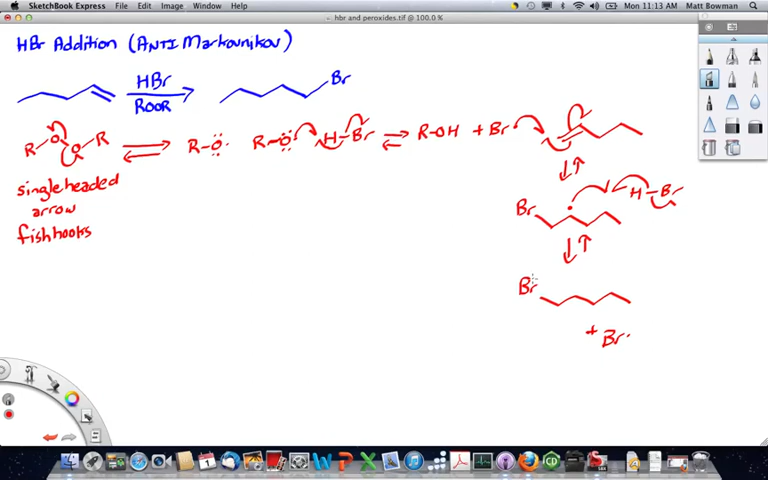 SketchBook Express File Edit Image Window Help Mon 11:13 AM Matt Bowman
hbr and peroxides.tif @ 100.0 %
HBr Addition (ANTI Markovnikov)
HBr
ROOR
Br
R-O-O-R R-O· R-O· H-Br R-OH + Br
single headed
arrow
fishhooks
Br H-Br
Br
+ Br·